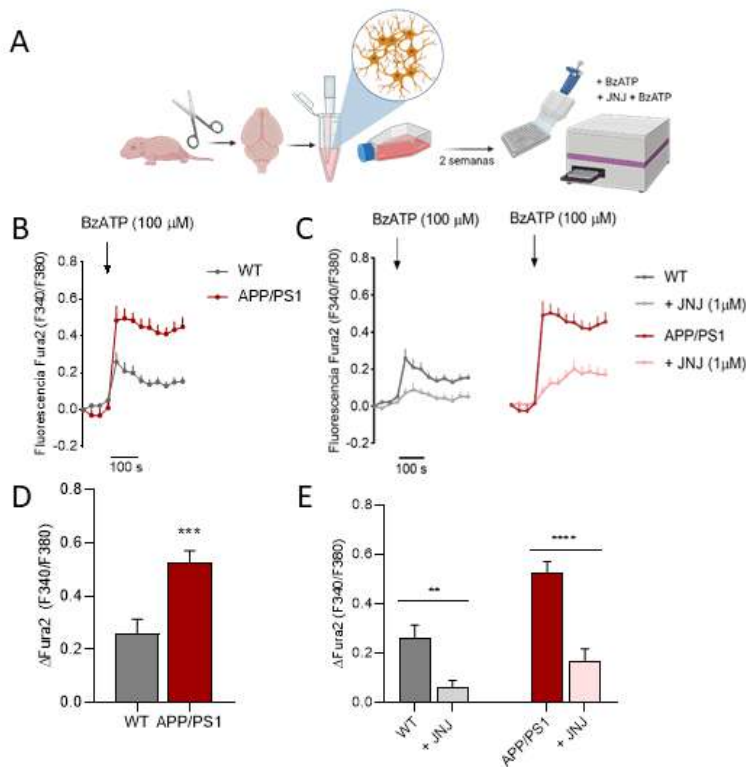 A
+ BzATP
+ JNJ + BzATP
2 semanas
B
BzATP (100 µM)
Fluorescencia Fura2 (F340/F380)
0.8
0.6
0.4
0.2
0.0
-0.2
WT
APP/PS1
100 s
C
BzATP (100 µM)
BzATP (100 µM)
Fluorescencia Fura2 (F340/F380)
0.8
0.6
0.4
0.2
0.0
-0.2
WT
+ JNJ (1µM)
APP/PS1
+ JNJ (1µM)
100 s
D
ΔFura2 (F340/F380)
0.8
0.6
0.4
0.2
0.0
***
WT
APP/PS1
E
ΔFura2 (F340/F380)
0.8
0.6
0.4
0.2
0.0
**
****
WT
+ JNJ
APP/PS1
+ JNJ